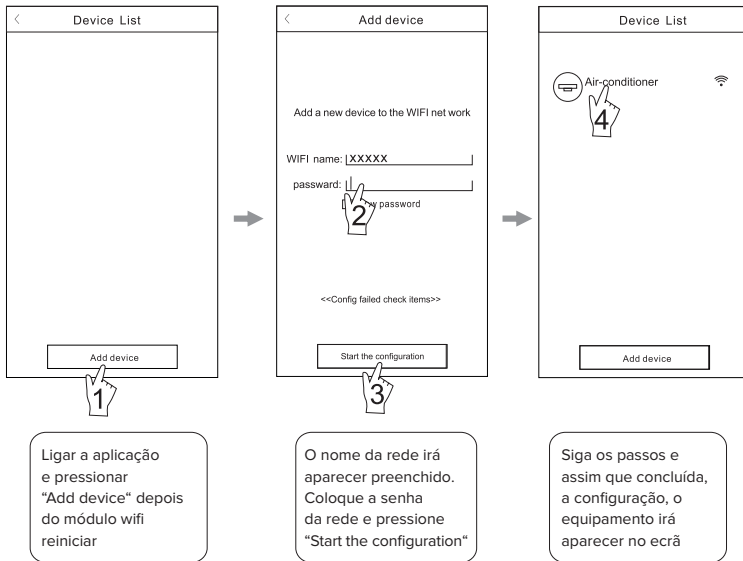 Device List
Add device
1
Ligar a aplicação
e pressionar
“Add device“ depois
do módulo wifi
reiniciar
Add device
Add a new device to the WIFI net work
WIFI name: XXXXX
passward:
password
2
<<Config failed check items>>
Start the configuration
3
O nome da rede irá
aparecer preenchido.
Coloque a senha
da rede e pressione
“Start the configuration“
Device List
Air-conditioner
4
Add device
Siga os passos e
assim que concluída,
a configuração, o
equipamento irá
aparecer no ecrã